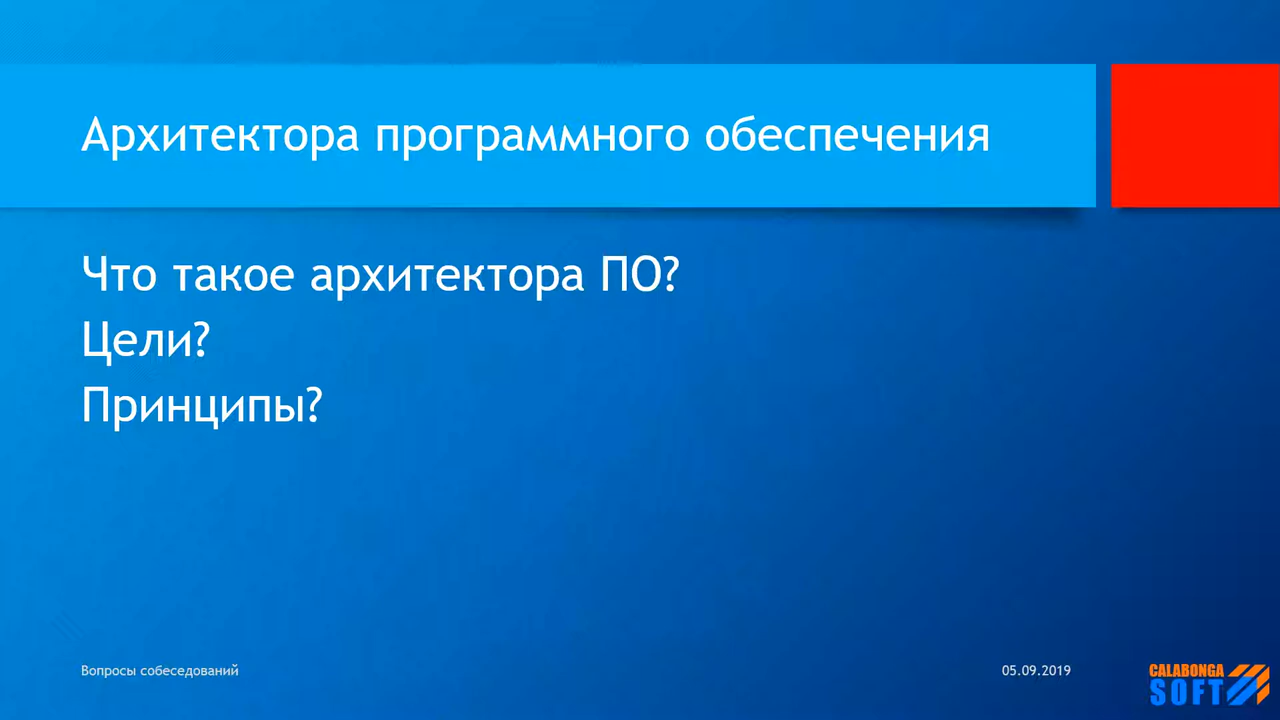 Архитектора программного обеспечения
Что такое архитектора ПО?
Цели?
Принципы?
Вопросы собеседований
05.09.2019
CALABONGA
SOFT